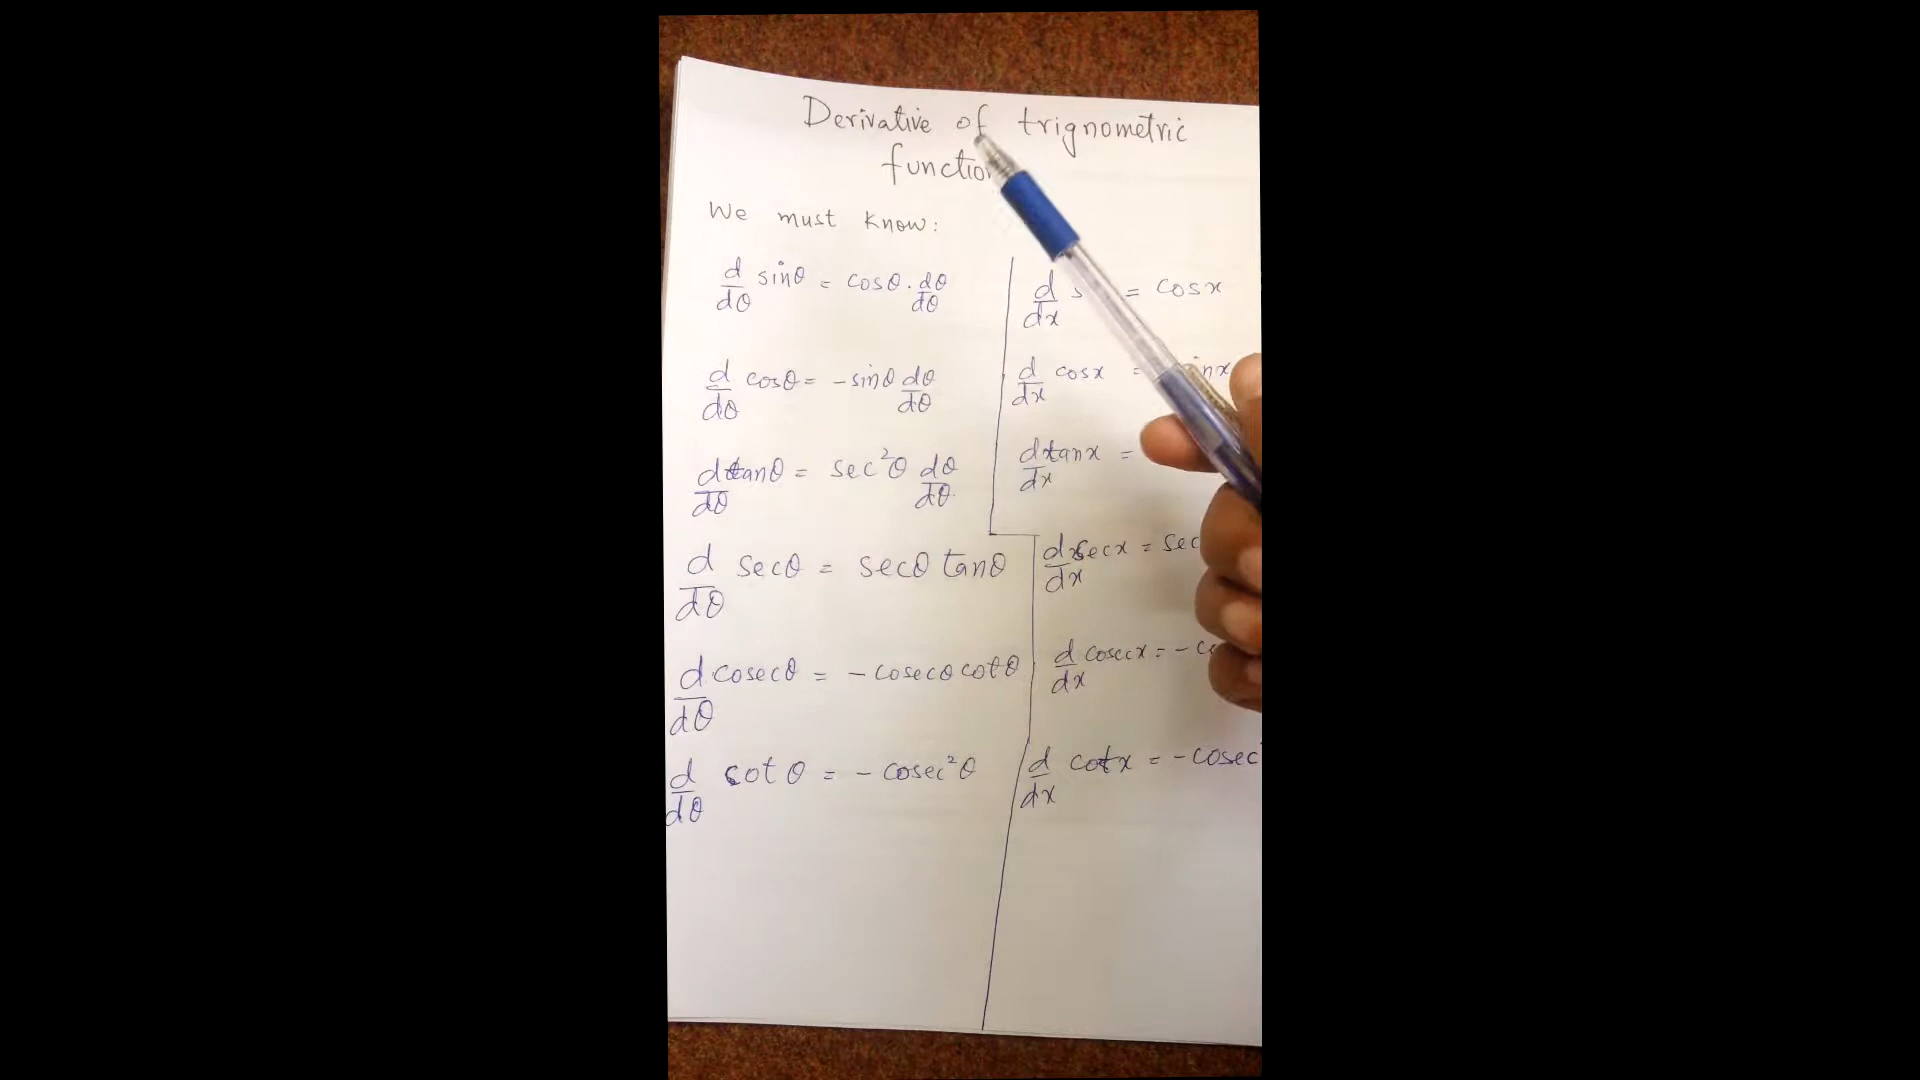 Derivative of trignometric
function
We must know:
d/dθ sinθ = cosθ . dθ/dθ
d/dθ cosθ = -sinθ dθ/dθ
d/dθ tanθ = sec²θ dθ/dθ
d/dθ secθ = secθ tanθ
d/dθ cosecθ = - cosecθ cotθ
d/dθ cot θ = - cosec²θ
d/dx = cosx
d/dx cosx =
d/dx tanx =
d/dx secx = sec
d/dx cosecx = -
d/dx cotx = -cosec